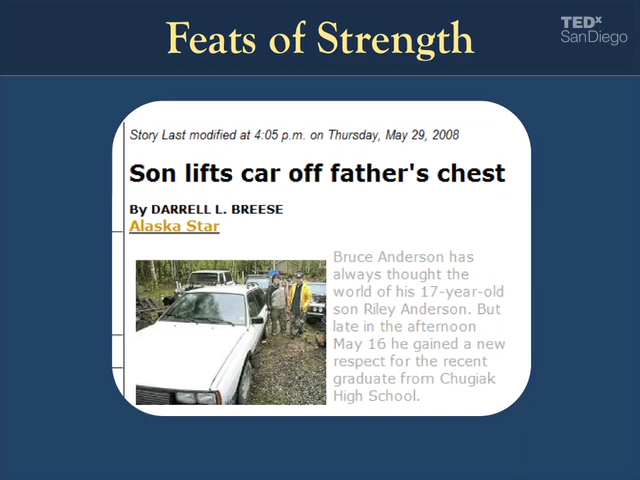 Feats of Strength
TEDx
SanDiego
Story Last modified at 4:05 p.m. on Thursday, May 29, 2008
Son lifts car off father's chest
By DARRELL L. BREESE
Alaska Star
Bruce Anderson has
always thought the
world of his 17-year-old
son Riley Anderson. But
late in the afternoon
May 16 he gained a new
respect for the recent
graduate from Chugiak
High School.